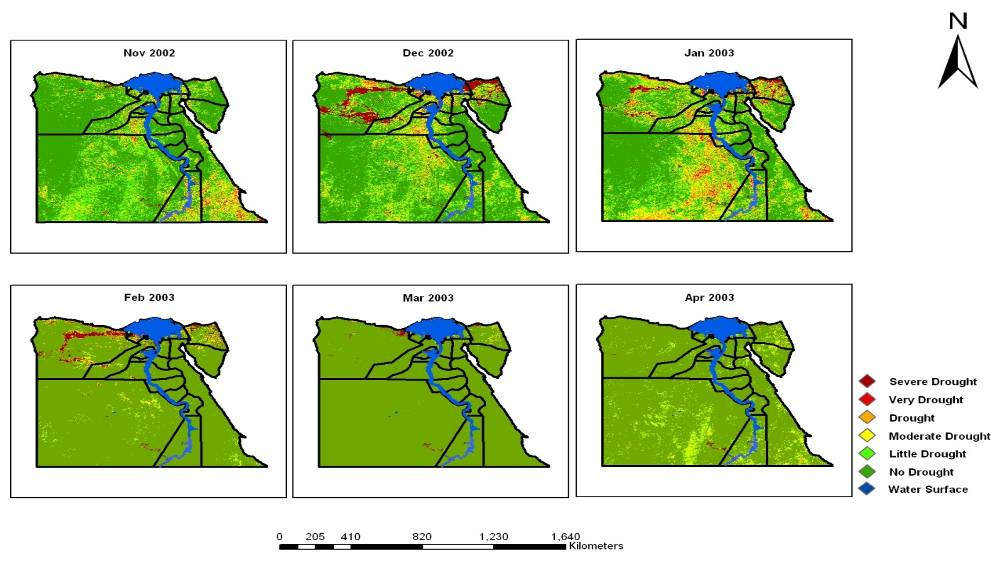 N
Nov 2002
Dec 2002
Jan 2003
Feb 2003
Mar 2003
Apr 2003
Severe Drought
Very Drought
Drought
Moderate Drought
Little Drought
No Drought
Water Surface
0 205 410 820 1,230 1,640
Kilometers